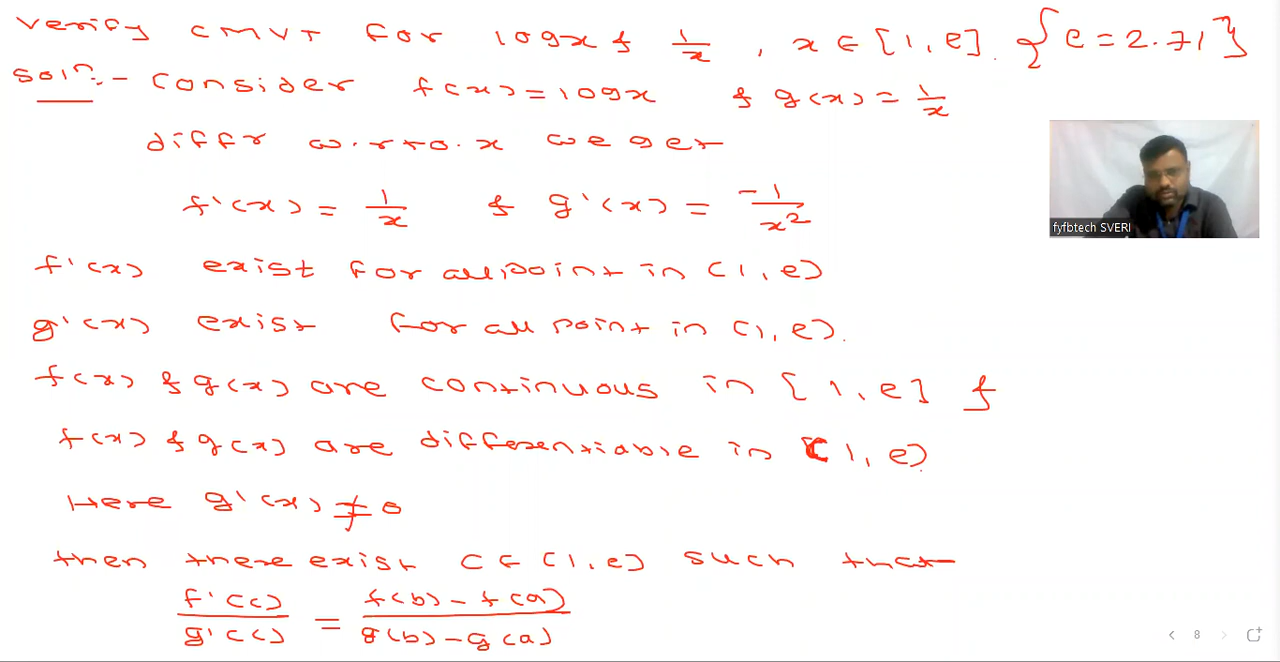 verify CMVT for logx & 1/x , x ∈ [1, e] {e = 2.71}
Soln:- Consider f(x) = logx & g(x) = 1/x
diffr w.r.to.x we get
f'(x) = 1/x & g'(x) = -1/x²
f'(x) exist for all point in (1, e)
g'(x) exist for all point in (1, e).
f(x) & g(x) are continuous in [1, e] &
f(x) & g(x) are differentiable in (1, e)
Here g'(x) ≠ 0
then there exist c ∈ (1, e) such that
f'(c)/g'(c) = f(b) - f(a)/g(b) - g(a)
fyfbtech SVERI
8